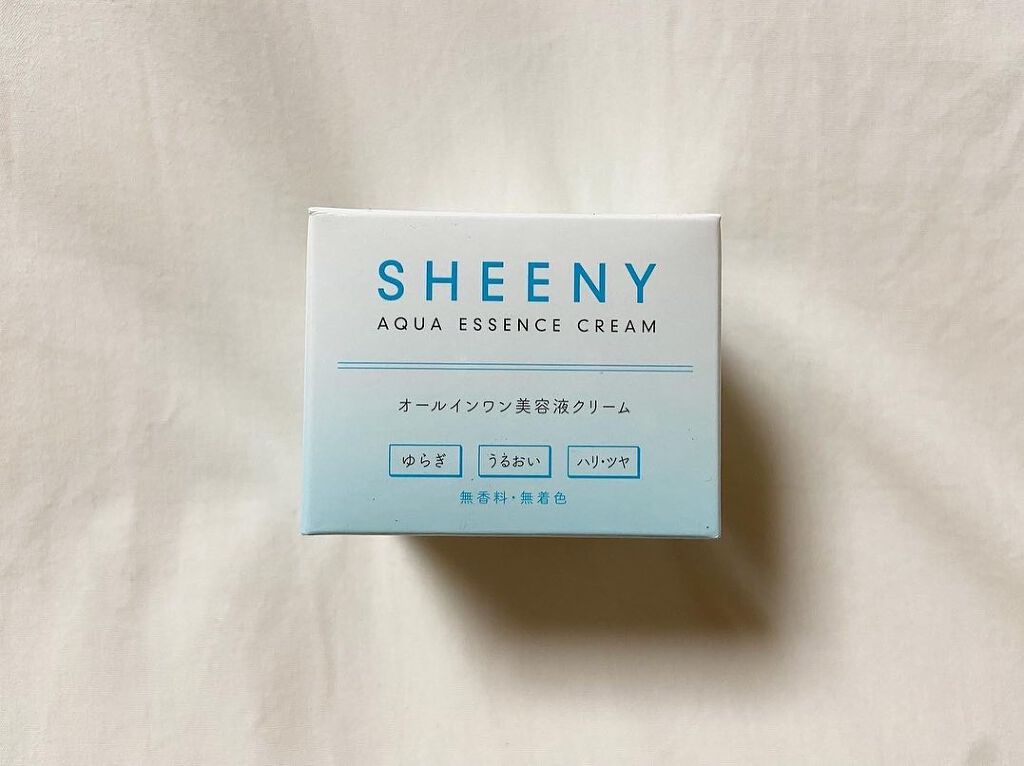 SHEENY
AQUA ESSENCE CREAM
オールインワン美容液クリーム
ゆらぎ うるおい ハリ・ツヤ
無香料・無着色